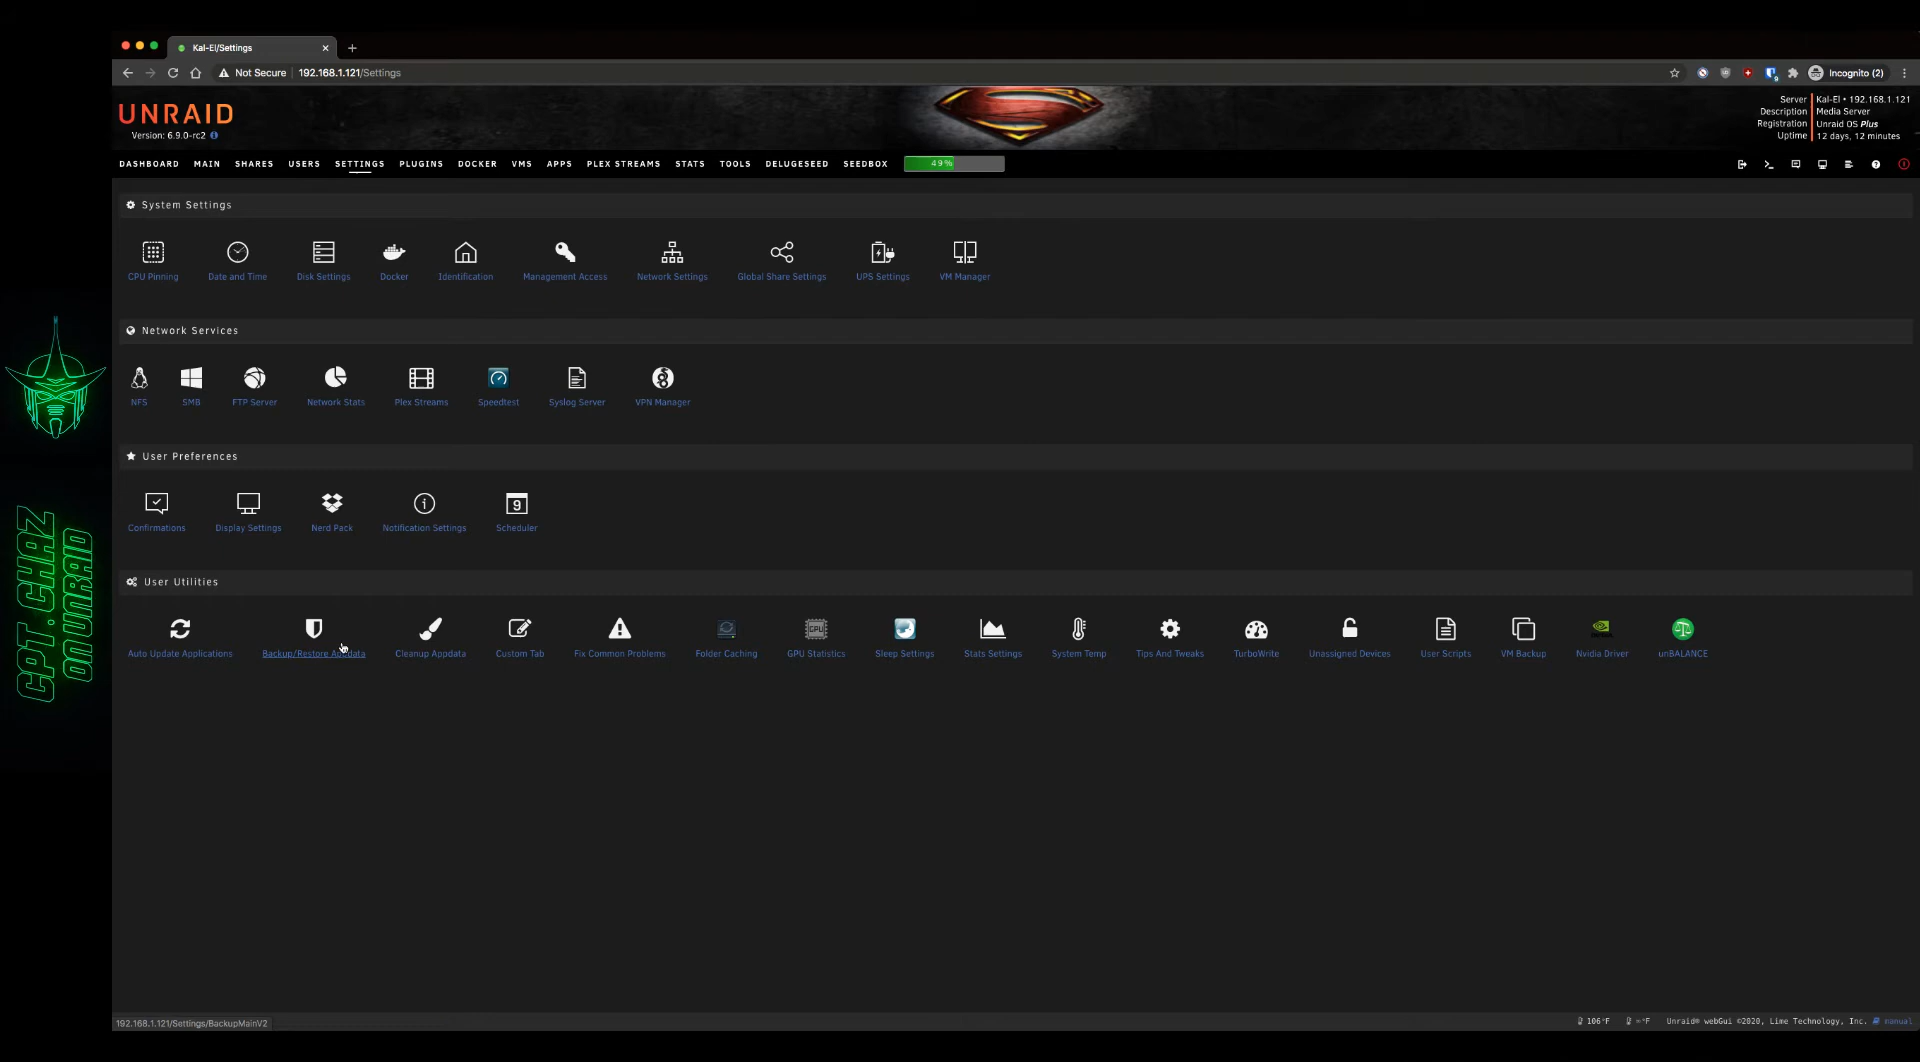 Kal-El/Settings
Not Secure | 192.168.1.121/Settings
Incognito (2)
UNRAID
Version: 6.9.0-rc2
Server Kal-El • 192.168.1.121
Description Media Server
Registration Unraid OS Plus
Uptime 12 days, 12 minutes
DASHBOARD MAIN SHARES USERS SETTINGS PLUGINS DOCKER VMS APPS PLEX STREAMS STATS TOOLS DELUGESEED SEEDBOX 49%
System Settings
CPU Pinning Date and Time Disk Settings Docker Identification Management Access Network Settings Global Share Settings UPS Settings VM Manager
Network Services
NFS SMB FTP Server Network Stats Plex Streams Speedtest Syslog Server VPN Manager
User Preferences
9
Confirmations Display Settings Nerd Pack Notification Settings Scheduler
User Utilities
Auto Update Applications Backup/Restore Appdata Cleanup Appdata Custom Tab Fix Common Problems Folder Caching GPU Statistics Sleep Settings Stats Settings System Temp Tips And Tweaks TurboWrite Unassigned Devices User Scripts VM Backup Nvidia Driver unBALANCE
CPT. CHAZ
ON UNRAID
192.168.1.121/Settings/BackupMainV2
106°F
Unraid® webGui ©2020, Lime Technology, Inc. manual